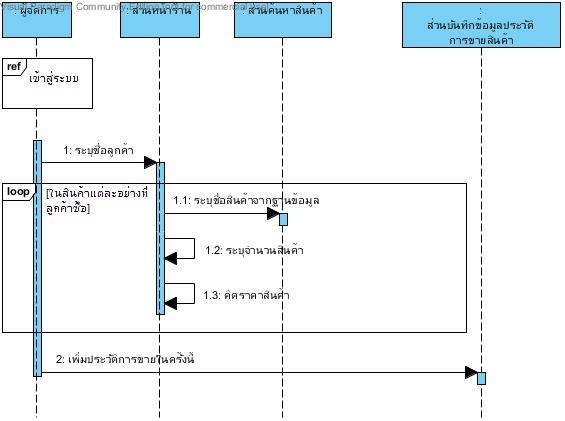 Visual Paradigm Community Edition [not for commercial use]
: ผู้จัดการ
: ส่วนหน้าร้าน
: ส่วนค้นหาสินค้า
:
ส่วนบันทึกข้อมูลประวัติ
การขายสินค้า
ref
เข้าสู่ระบบ
1: ระบุชื่อลูกค้า
loop
[ในสินค้าแต่ละอย่างที่
ลูกค้าซื้อ]
1.1: ระบุชื่อสินค้าจากฐานข้อมูล
1.2: ระบุจำนวนสินค้า
1.3: คิดราคาสินค้า
2: เพิ่มประวัติการขายในครั้งนี้